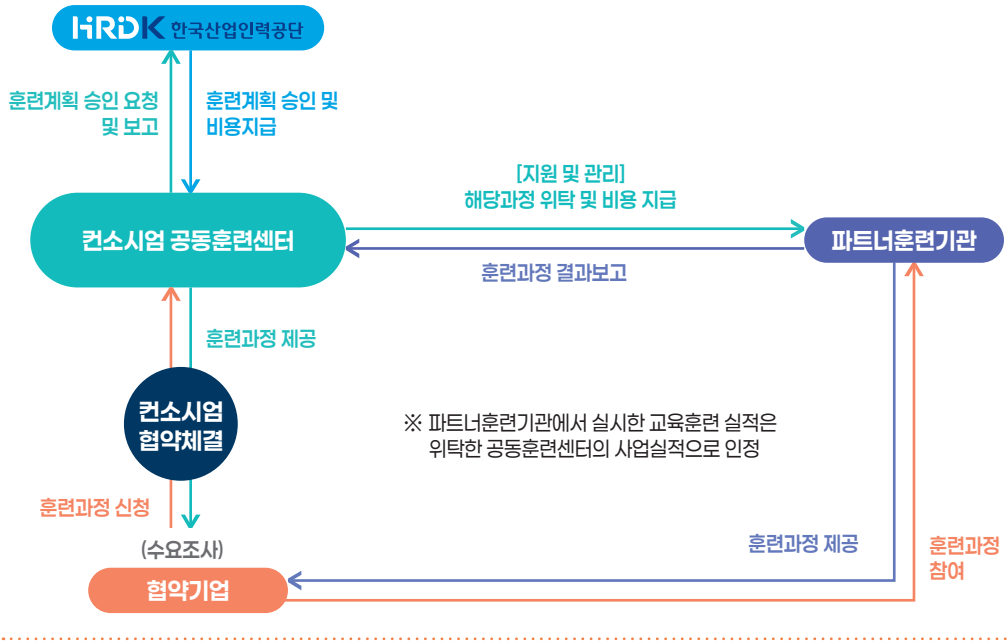 HRDK 한국산업인력공단
훈련계획 승인 요청
및 보고
훈련계획 승인 및
비용지급
[지원 및 관리]
해당과정 위탁 및 비용 지급
컨소시엄 공동훈련센터
파트너훈련기관
훈련과정 결과보고
훈련과정 제공
컨소시엄
협약체결
※ 파트너훈련기관에서 실시한 교육훈련 실적은
위탁한 공동훈련센터의 사업실적으로 인정
훈련과정 신청
(수요조사)
훈련과정 제공
훈련과정
참여
협약기업